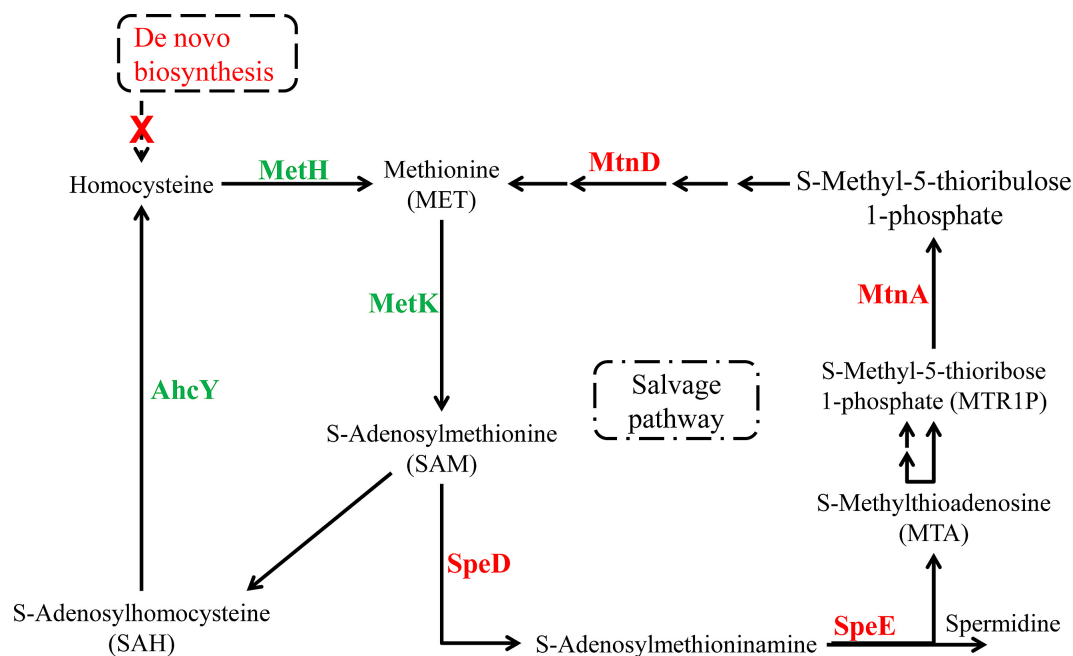 De novo
biosynthesis
X
Homocysteine
MetH
Methionine
(MET)
MtnD
S-Methyl-5-thioribulose
1-phosphate
MetK
MtnA
AhcY
Salvage
pathway
S-Methyl-5-thioribose
1-phosphate (MTR1P)
S-Adenosylmethionine
(SAM)
S-Methylthioadenosine
(MTA)
SpeD
S-Adenosylhomocysteine
(SAH)
S-Adenosylmethioninamine
SpeE
Spermidine